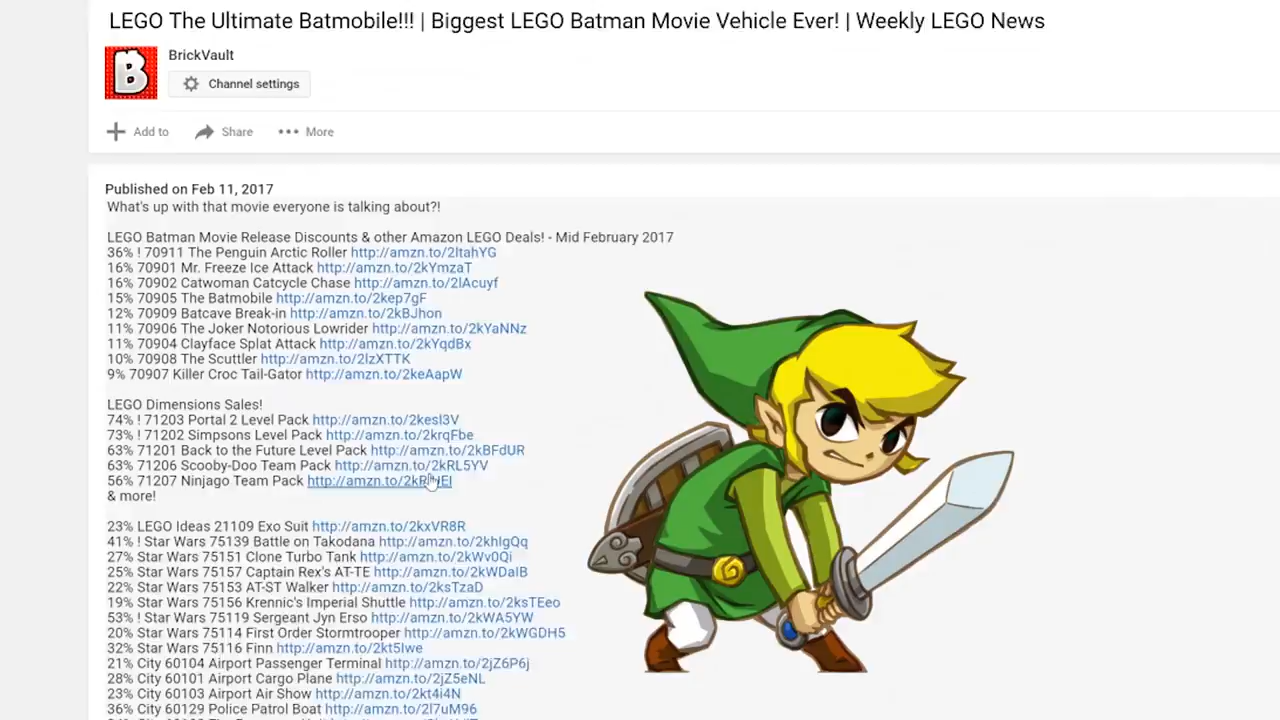 LEGO The Ultimate Batmobile!!! | Biggest LEGO Batman Movie Vehicle Ever! | Weekly LEGO News
B
BrickVault
Channel settings
Add to
Share
More
Published on Feb 11, 2017
What's up with that movie everyone is talking about?!
LEGO Batman Movie Release Discounts & other Amazon LEGO Deals! - Mid February 2017
36% ! 70911 The Penguin Arctic Roller http://amzn.to/2ltahYG
16% 70901 Mr. Freeze Ice Attack http://amzn.to/2kYmzaT
16% 70902 Catwoman Catcycle Chase http://amzn.to/2lAcuyf
15% 70905 The Batmobile http://amzn.to/2kep7gF
12% 70909 Batcave Break-in http://amzn.to/2kBJhon
11% 70906 The Joker Notorious Lowrider http://amzn.to/2kYaNNz
11% 70904 Clayface Splat Attack http://amzn.to/2kYqdBx
10% 70908 The Scuttler http://amzn.to/2lzXTTK
9% 70907 Killer Croc Tail-Gator http://amzn.to/2keAapW
LEGO Dimensions Sales!
74% ! 71203 Portal 2 Level Pack http://amzn.to/2kesI3V
73% ! 71202 Simpsons Level Pack http://amzn.to/2krqFbe
63% 71201 Back to the Future Level Pack http://amzn.to/2kBFdUR
63% 71206 Scooby-Doo Team Pack http://amzn.to/2kRL5YV
56% 71207 Ninjago Team Pack
& more!
23% LEGO Ideas 21109 Exo Suit http://amzn.to/2kxVR8R
41% ! Star Wars 75139 Battle on Takodana http://amzn.to/2khIgQq
27% Star Wars 75151 Clone Turbo Tank http://amzn.to/2kWv0Qi
25% Star Wars 75157 Captain Rex's AT-TE http://amzn.to/2kWDaIB
22% Star Wars 75153 AT-ST Walker http://amzn.to/2ksTzaD
19% Star Wars 75156 Krennic's Imperial Shuttle http://amzn.to/2ksTEeo
53% ! Star Wars 75119 Sergeant Jyn Erso http://amzn.to/2kWA5YW
20% Star Wars 75114 First Order Stormtrooper http://amzn.to/2kWGDH5
32% Star Wars 75116 Finn http://amzn.to/2kt5Iwe
21% City 60104 Airport Passenger Terminal http://amzn.to/2jZ6P6j
28% City 60101 Airport Cargo Plane http://amzn.to/2jZ5eNL
23% City 60103 Airport Air Show http://amzn.to/2kt4i4N
36% City 60129 Police Patrol Boat http://amzn.to/2l7uM96